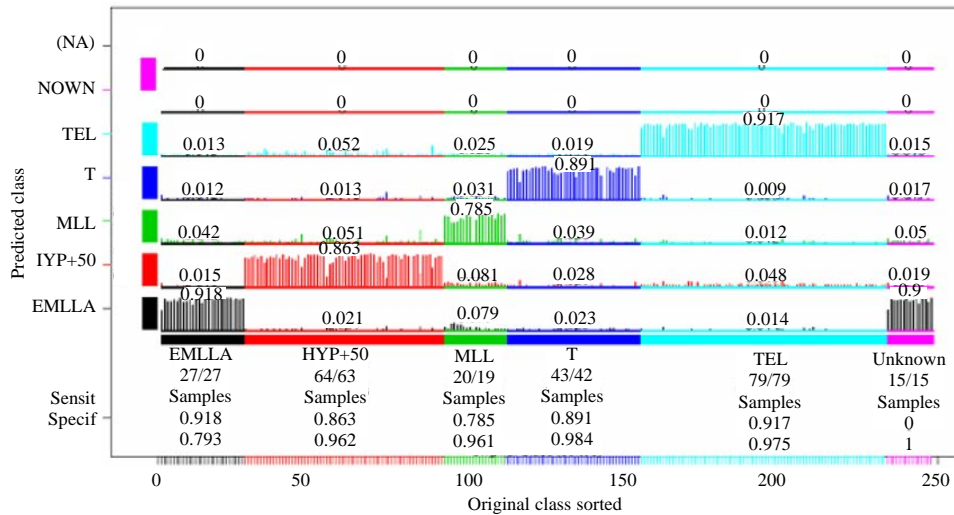 (NA)
0 0 0 0 0 0
NOWN
0 0 0 0 0 0
TEL
0.013 0.052 0.025 0.019 0.917 0.015
T
0.012 0.013 0.031 0.891 0.009 0.017
MLL
0.042 0.051 0.785 0.039 0.012 0.05
IYP+50
0.015 0.863 0.081 0.028 0.048 0.019
EMLLA
0.918 0.021 0.079 0.023 0.014 0.9
Predicted class
EMLLA HYP+50 MLL T TEL Unknown
27/27 64/63 20/19 43/42 79/79 15/15
Samples Samples Samples Samples Samples Samples
Sensit 0.918 0.863 0.785 0.891 0.917 0
Specif 0.793 0.962 0.961 0.984 0.975 1
0 50 100 150 200 250
Original class sorted